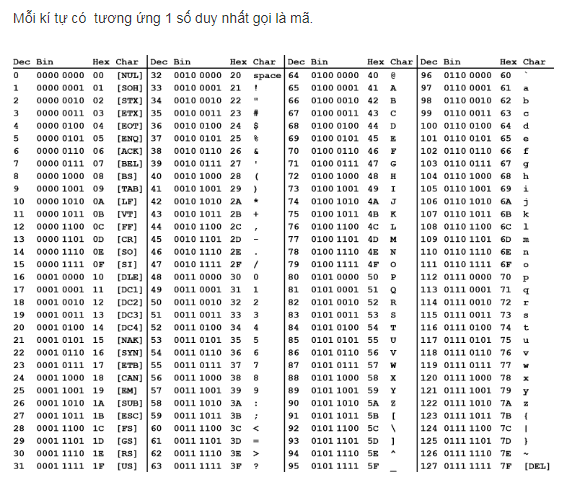 Mỗi kí tự có tương ứng 1 số duy nhất gọi là mã.
Dec Bin Hex Char Dec Bin Hex Char Dec Bin Hex Char Dec Bin Hex Char
0 0000 0000 00 [NUL] 32 0010 0000 20 space 64 0100 0000 40 @ 96 0110 0000 60 `
1 0000 0001 01 [SOH] 33 0010 0001 21 ! 65 0100 0001 41 A 97 0110 0001 61 a
2 0000 0010 02 [STX] 34 0010 0010 22 " 66 0100 0010 42 B 98 0110 0010 62 b
3 0000 0011 03 [ETX] 35 0010 0011 23 # 67 0100 0011 43 C 99 0110 0011 63 c
4 0000 0100 04 [EOT] 36 0010 0100 24 $ 68 0100 0100 44 D 100 0110 0100 64 d
5 0000 0101 05 [ENQ] 37 0010 0101 25 % 69 0100 0101 45 E 101 0110 0101 65 e
6 0000 0110 06 [ACK] 38 0010 0110 26 & 70 0100 0110 46 F 102 0110 0110 66 f
7 0000 0111 07 [BEL] 39 0010 0111 27 ' 71 0100 0111 47 G 103 0110 0111 67 g
8 0000 1000 08 [BS] 40 0010 1000 28 ( 72 0100 1000 48 H 104 0110 1000 68 h
9 0000 1001 09 [TAB] 41 0010 1001 29 ) 73 0100 1001 49 I 105 0110 1001 69 i
10 0000 1010 0A [LF] 42 0010 1010 2A * 74 0100 1010 4A J 106 0110 1010 6A j
11 0000 1011 0B [VT] 43 0010 1011 2B + 75 0100 1011 4B K 107 0110 1011 6B k
12 0000 1100 0C [FF] 44 0010 1100 2C , 76 0100 1100 4C L 108 0110 1100 6C l
13 0000 1101 0D [CR] 45 0010 1101 2D - 77 0100 1101 4D M 109 0110 1101 6D m
14 0000 1110 0E [SO] 46 0010 1110 2E . 78 0100 1110 4E N 110 0110 1110 6E n
15 0000 1111 0F [SI] 47 0010 1111 2F / 79 0100 1111 4F O 111 0110 1111 6F o
16 0001 0000 10 [DLE] 48 0011 0000 30 0 80 0101 0000 50 P 112 0111 0000 70 p
17 0001 0001 11 [DC1] 49 0011 0001 31 1 81 0101 0001 51 Q 113 0111 0001 71 q
18 0001 0010 12 [DC2] 50 0011 0010 32 2 82 0101 0010 52 R 114 0111 0010 72 r
19 0001 0011 13 [DC3] 51 0011 0011 33 3 83 0101 0011 53 S 115 0111 0011 73 s
20 0001 0100 14 [DC4] 52 0011 0100 34 4 84 0101 0100 54 T 116 0111 0100 74 t
21 0001 0101 15 [NAK] 53 0011 0101 35 5 85 0101 0101 55 U 117 0111 0101 75 u
22 0001 0110 16 [SYN] 54 0011 0110 36 6 86 0101 0110 56 V 118 0111 0110 76 v
23 0001 0111 17 [ETB] 55 0011 0111 37 7 87 0101 0111 57 W 119 0111 0111 77 w
24 0001 1000 18 [CAN] 56 0011 1000 38 8 88 0101 1000 58 X 120 0111 1000 78 x
25 0001 1001 19 [EM] 57 0011 1001 39 9 89 0101 1001 59 Y 121 0111 1001 79 y
26 0001 1010 1A [SUB] 58 0011 1010 3A : 90 0101 1010 5A Z 122 0111 1010 7A z
27 0001 1011 1B [ESC] 59 0011 1011 3B ; 91 0101 1011 5B [ 123 0111 1011 7B {
28 0001 1100 1C [FS] 60 0011 1100 3C < 92 0101 1100 5C \ 124 0111 1100 7C |
29 0001 1101 1D [GS] 61 0011 1101 3D = 93 0101 1101 5D ] 125 0111 1101 7D }
30 0001 1110 1E [RS] 62 0011 1110 3E > 94 0101 1110 5E ^ 126 0111 1110 7E ~
31 0001 1111 1F [US] 63 0011 1111 3F ? 95 0101 1111 5F _ 127 0111 1111 7F [DEL]